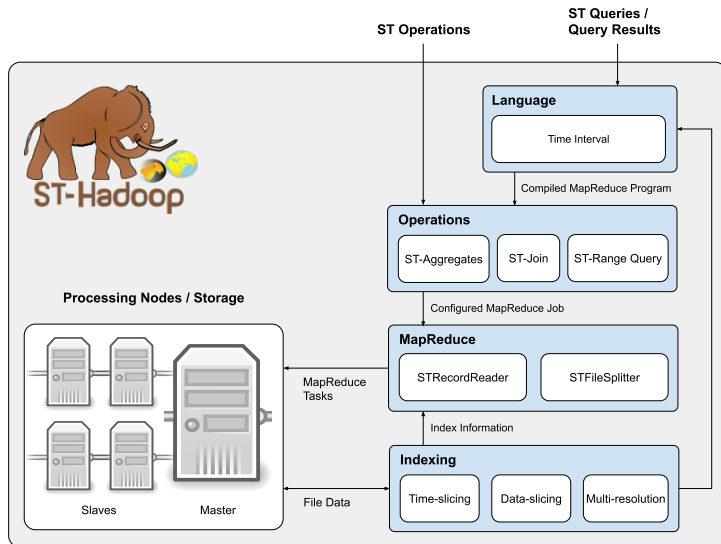 ST Operations
ST Queries /
Query Results
Language
Time Interval
ST-Hadoop
Compiled MapReduce Program
Operations
ST-Aggregates
ST-Join
ST-Range Query
Processing Nodes / Storage
Configured MapReduce Job
MapReduce
STRecordReader
STFileSplitter
MapReduce
Tasks
Index Information
Indexing
Time-slicing
Data-slicing
Multi-resolution
Slaves
Master
File Data